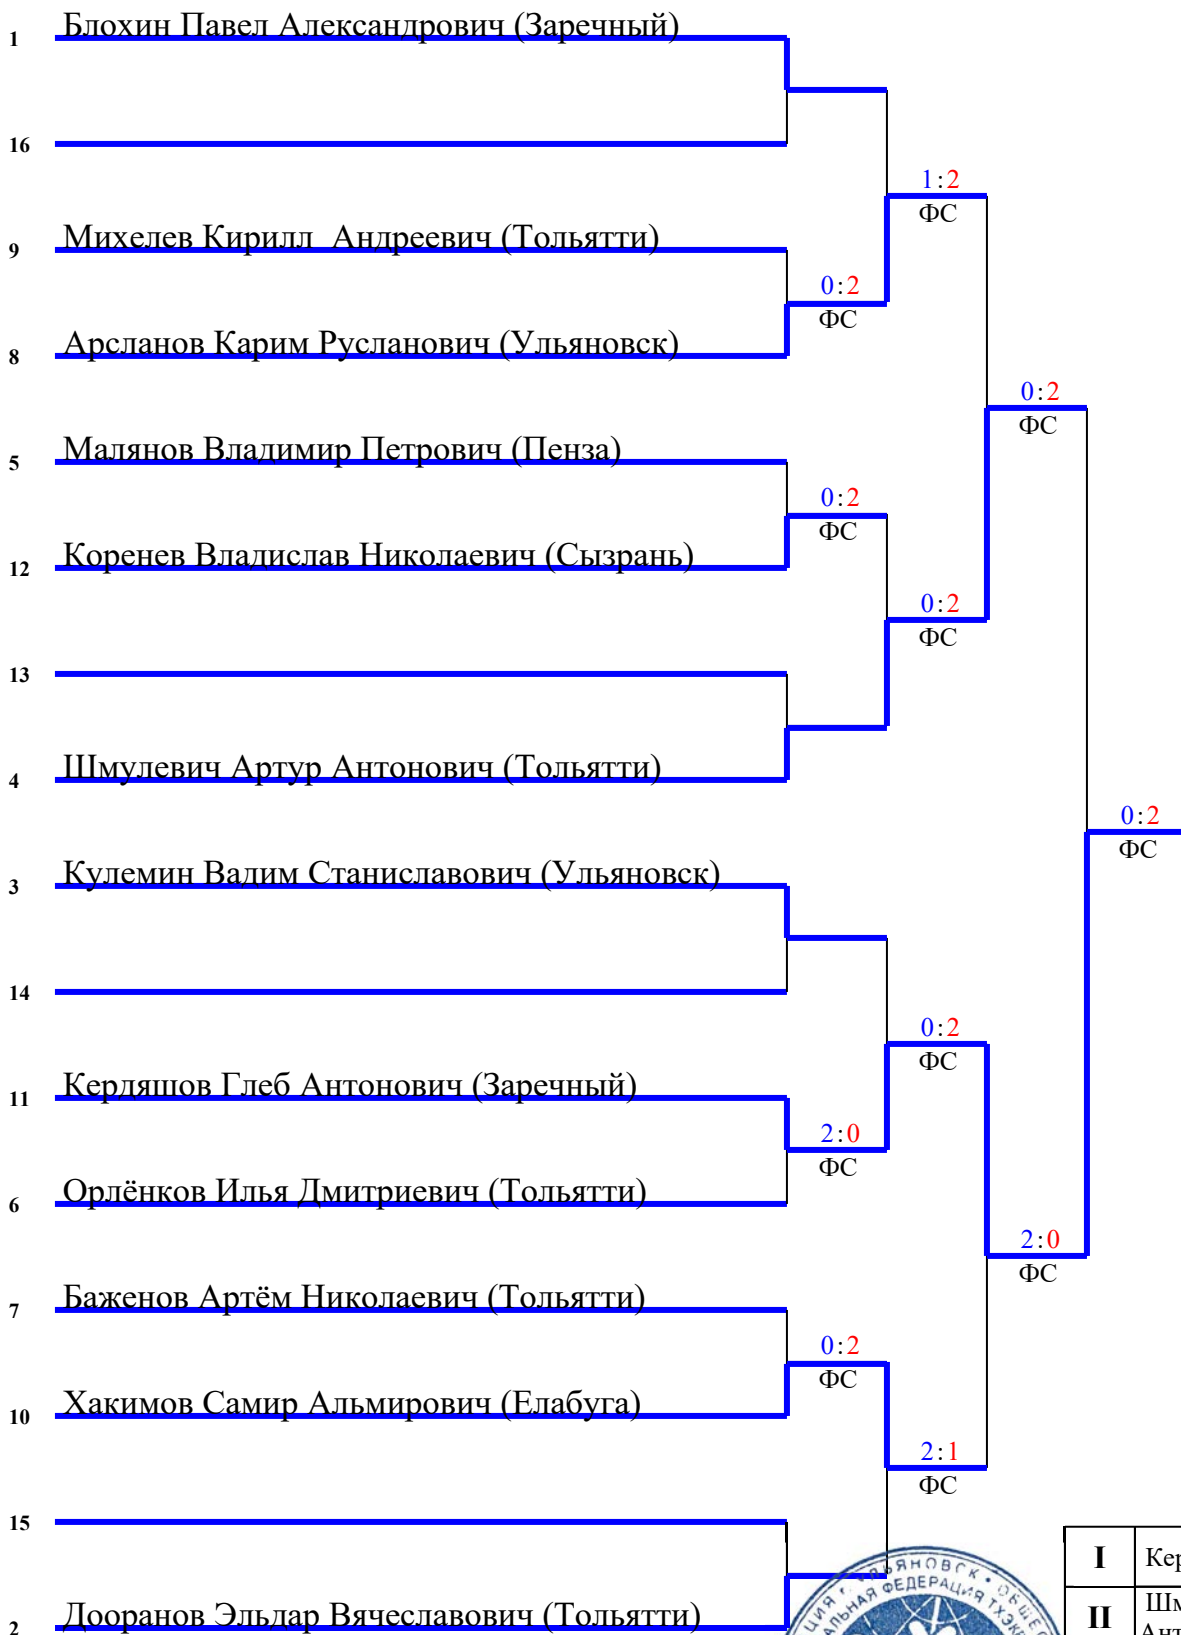 1 Блохин Павел Александрович (Заречный)
16
1:2
ФС
9 Михелев Кирилл Андреевич (Тольятти)
0:2
ФС
8 Арсланов Карим Русланович (Ульяновск)
0:2
ФС
5 Малянов Владимир Петрович (Пенза)
0:2
ФС
12 Коренев Владислав Николаевич (Сызрань)
0:2
ФС
13
4 Шмулевич Артур Антонович (Тольятти)
0:2
ФС
3 Кулемин Вадим Станиславович (Ульяновск)
14
0:2
ФС
11 Кердяшов Глеб Антонович (Заречный)
2:0
ФС
6 Орлёнков Илья Дмитриевич (Тольятти)
2:0
ФС
7 Баженов Артём Николаевич (Тольятти)
0:2
ФС
10 Хакимов Самир Альмирович (Елабуга)
2:1
ФС
15
I Кер
II Шм
Ант
2 Дооранов Эльдар Вячеславович (Тольятти)